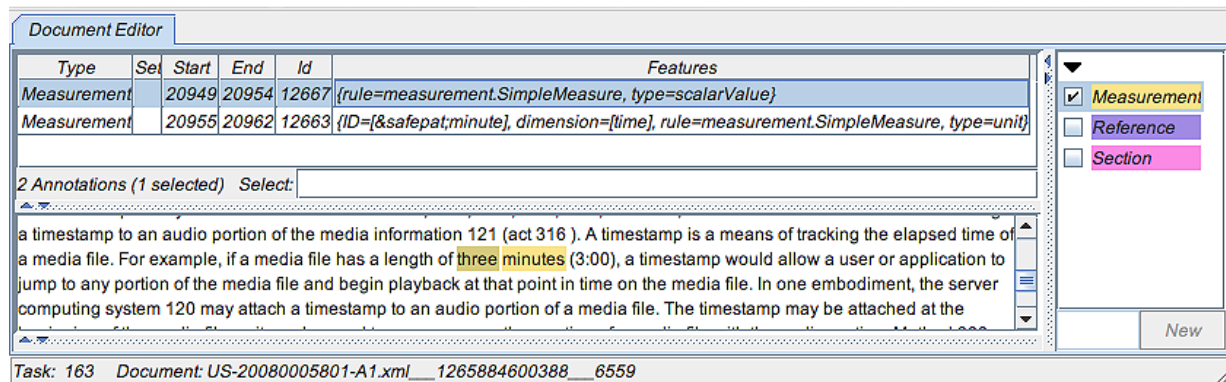 Document Editor
Type Set Start End Id Features
Measurement 20949 20954 12667 {rule=measurement.SimpleMeasure, type=scalarValue}
Measurement 20955 20962 12663 {ID=[&safepat;minute], dimension=[time], rule=measurement.SimpleMeasure, type=unit}
2 Annotations (1 selected) Select:
a timestamp to an audio portion of the media information 121 (act 316 ). A timestamp is a means of tracking the elapsed time of
a media file. For example, if a media file has a length of three minutes (3:00), a timestamp would allow a user or application to
jump to any portion of the media file and begin playback at that point in time on the media file. In one embodiment, the server
computing system 120 may attach a timestamp to an audio portion of a media file. The timestamp may be attached at the
Measurement
Reference
Section
New
Task: 163 Document: US-20080005801-A1.xml___1265884600388___6559